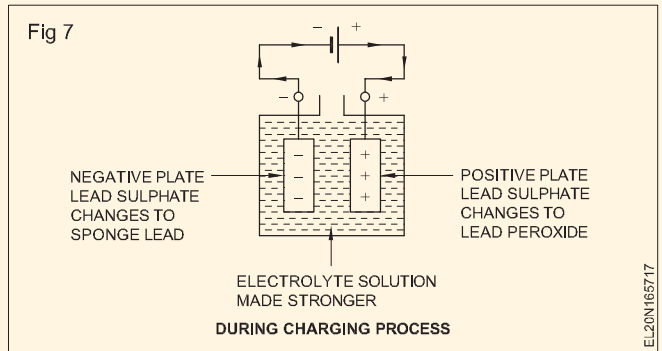 Fig 7
- +
- +
NEGATIVE PLATE
LEAD SULPHATE
CHANGES TO
SPONGE LEAD
-
-
-
+
+
+
POSITIVE PLATE
LEAD SULPHATE
CHANGES TO
LEAD PEROXIDE
ELECTROLYTE SOLUTION
MADE STRONGER
DURING CHARGING PROCESS
EL20N165717